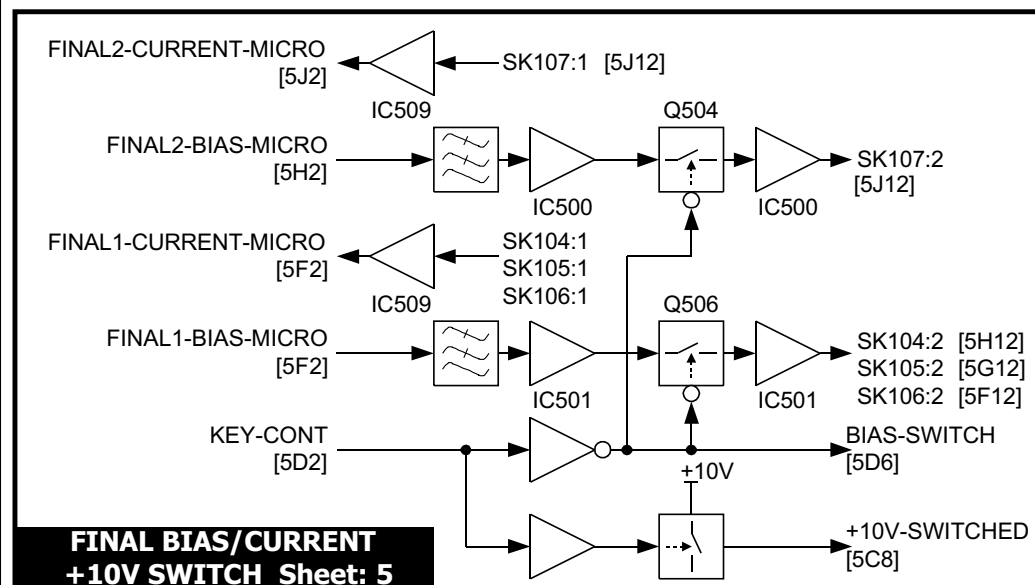 FINAL2-CURRENT-MICRO
[5J2]
SK107:1 [5J12]
IC509
Q504
FINAL2-BIAS-MICRO
[5H2]
IC500
IC500
SK107:2
[5J12]
FINAL1-CURRENT-MICRO
[5F2]
SK104:1
SK105:1
SK106:1
IC509
Q506
FINAL1-BIAS-MICRO
[5F2]
IC501
IC501
SK104:2 [5H12]
SK105:2 [5G12]
SK106:2 [5F12]
KEY-CONT
[5D2]
BIAS-SWITCH
[5D6]
+10V
+10V-SWITCHED
[5C8]
FINAL BIAS/CURRENT
+10V SWITCH Sheet: 5